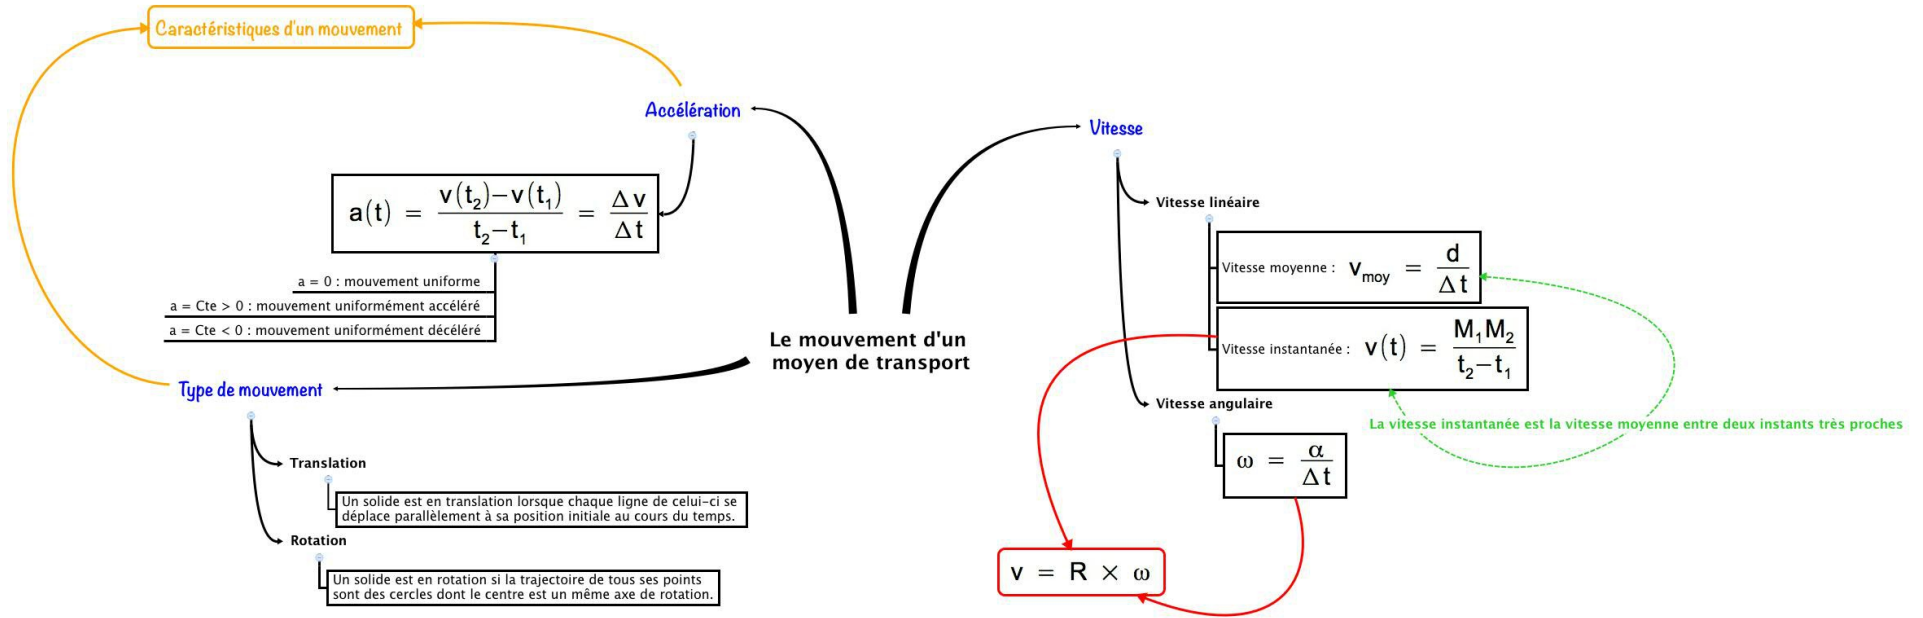 Caractéristiques d'un mouvement
Accélération
a(t) = v(t₂)−v(t₁) / t₂−t₁ = Δv / Δt
a = 0 : mouvement uniforme
a = Cte > 0 : mouvement uniformément accéléré
a = Cte < 0 : mouvement uniformément décéléré
Type de mouvement
Translation
Un solide est en translation lorsque chaque ligne de celui-ci se
déplace parallèlement à sa position initiale au cours du temps.
Rotation
Un solide est en rotation si la trajectoire de tous ses points
sont des cercles dont le centre est un même axe de rotation.
Le mouvement d'un
moyen de transport
Vitesse
Vitesse linéaire
Vitesse moyenne : v_moy = d / Δt
Vitesse instantanée : v(t) = M₁M₂ / t₂−t₁
La vitesse instantanée est la vitesse moyenne entre deux instants très proches
Vitesse angulaire
ω = α / Δt
v = R × ω